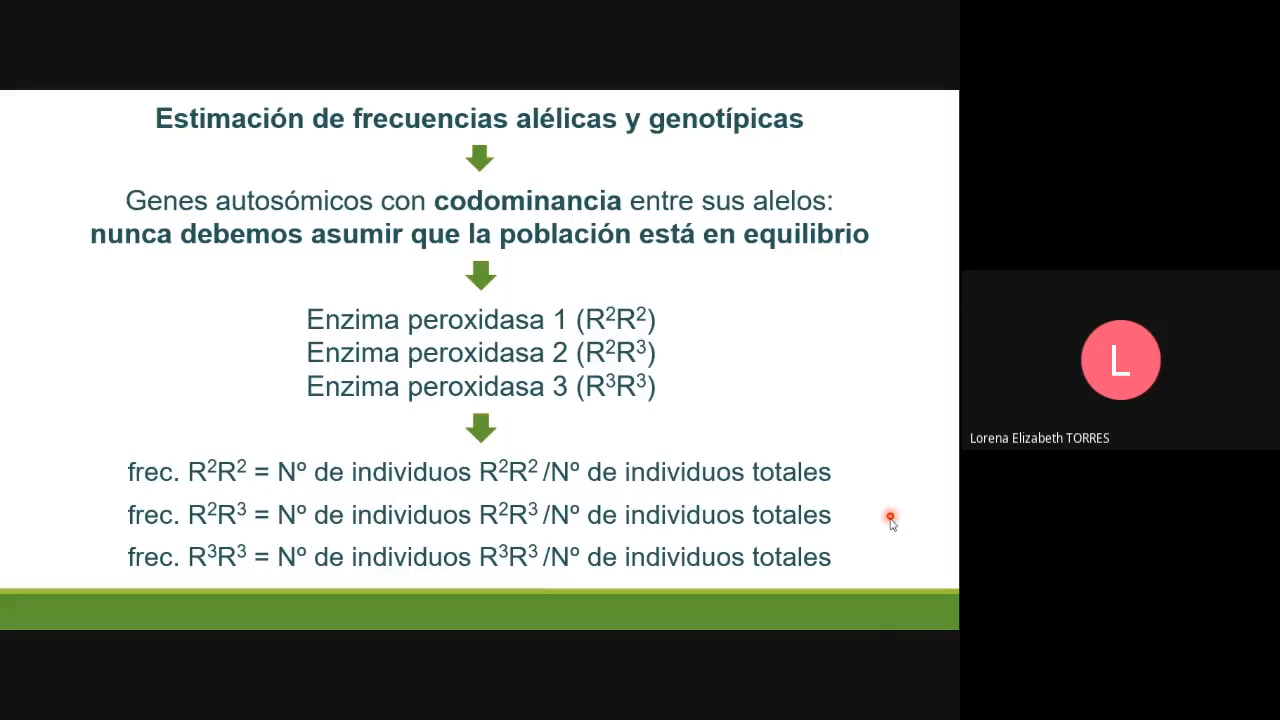 Estimación de frecuencias alélicas y genotípicas
Genes autosómicos con codominancia entre sus alelos:
nunca debemos asumir que la población está en equilibrio
Enzima peroxidasa 1 (R²R²)
Enzima peroxidasa 2 (R²R³)
Enzima peroxidasa 3 (R³R³)
frec. R²R² = Nº de individuos R²R² /Nº de individuos totales
frec. R²R³ = Nº de individuos R²R³ /Nº de individuos totales
frec. R³R³ = Nº de individuos R³R³ /Nº de individuos totales
L
Lorena Elizabeth TORRES